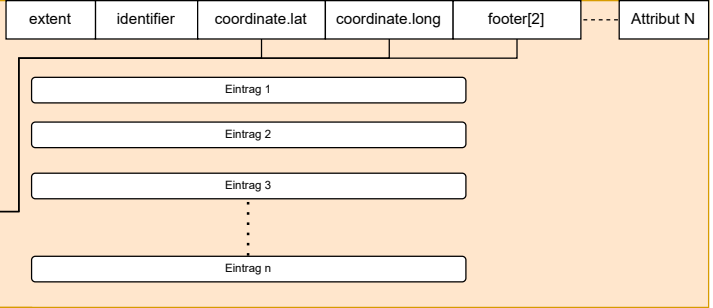 extent identifier coordinate.lat coordinate.long footer[2] Attribut N
Eintrag 1
Eintrag 2
Eintrag 3
Eintrag n